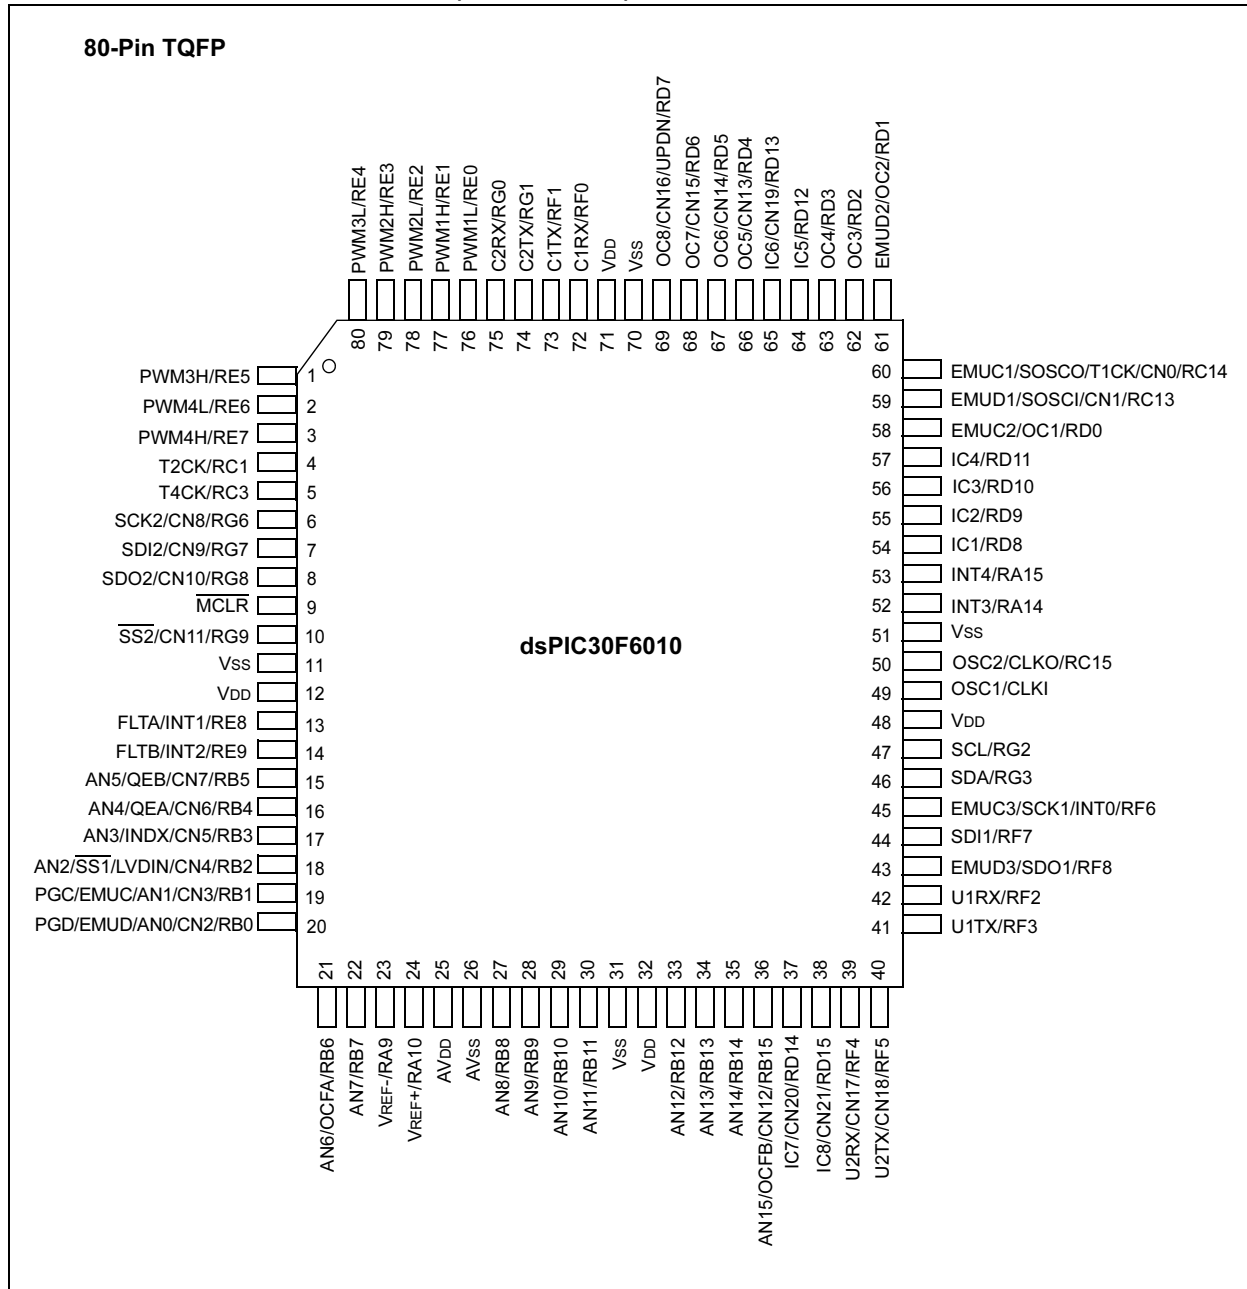 80-Pin TQFP
PWM3L/RE4
PWM2H/RE3
PWM2L/RE2
PWM1H/RE1
PWM1L/RE0
C2RX/RG0
C2TX/RG1
C1TX/RF1
C1RX/RF0
VDD
VSS
OC8/CN16/UPDN/RD7
OC7/CN15/RD6
OC6/CN14/RD5
OC5/CN13/RD4
IC6/CN19/RD13
IC5/RD12
OC4/RD3
OC3/RD2
EMUD2/OC2/RD1
80
79
78
77
76
75
74
73
72
71
70
69
68
67
66
65
64
63
62
61
PWM3H/RE5 1
PWM4L/RE6 2
PWM4H/RE7 3
T2CK/RC1 4
T4CK/RC3 5
SCK2/CN8/RG6 6
SDI2/CN9/RG7 7
SDO2/CN10/RG8 8
MCLR 9
SS2/CN11/RG9 10
VSS 11
VDD 12
FLTA/INT1/RE8 13
FLTB/INT2/RE9 14
AN5/QEB/CN7/RB5 15
AN4/QEA/CN6/RB4 16
AN3/INDX/CN5/RB3 17
AN2/SS1/LVDIN/CN4/RB2 18
PGC/EMUC/AN1/CN3/RB1 19
PGD/EMUD/AN0/CN2/RB0 20
dsPIC30F6010
60 EMUC1/SOSCO/T1CK/CN0/RC14
59 EMUD1/SOSCI/CN1/RC13
58 EMUC2/OC1/RD0
57 IC4/RD11
56 IC3/RD10
55 IC2/RD9
54 IC1/RD8
53 INT4/RA15
52 INT3/RA14
51 VSS
50 OSC2/CLKO/RC15
49 OSC1/CLKI
48 VDD
47 SCL/RG2
46 SDA/RG3
45 EMUC3/SCK1/INT0/RF6
44 SDI1/RF7
43 EMUD3/SDO1/RF8
42 U1RX/RF2
41 U1TX/RF3
21
22
23
24
25
26
27
28
29
30
31
32
33
34
35
36
37
38
39
40
AN6/OCFA/RB6
AN7/RB7
VREF-/RA9
VREF+/RA10
AVDD
AVSS
AN8/RB8
AN9/RB9
AN10/RB10
AN11/RB11
VSS
VDD
AN12/RB12
AN13/RB13
AN14/RB14
AN15/OCFB/CN12/RB15
IC7/CN20/RD14
IC8/CN21/RD15
U2RX/CN17/RF4
U2TX/CN18/RF5